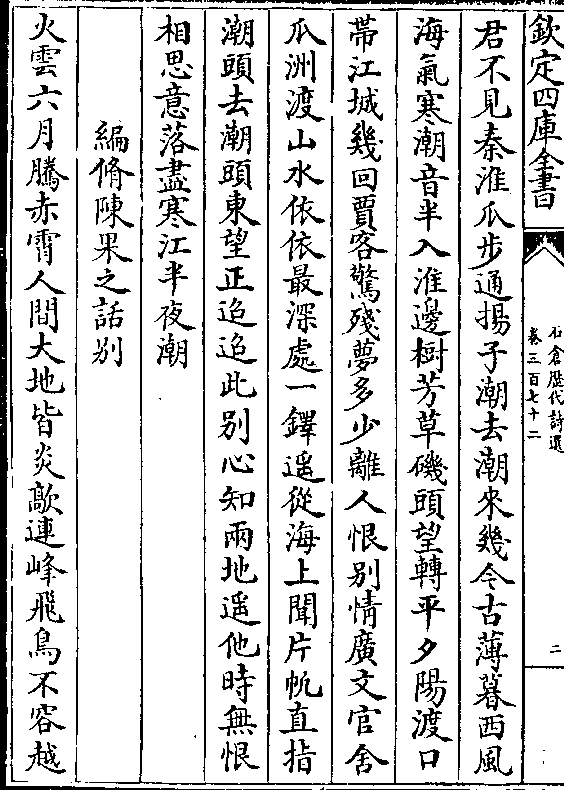 欽定四庫全書
石倉歴代詩選
卷三百七十二
二
君不見秦淮瓜步通揚子潮去潮來幾今古薄暮西風
海氣寒潮音半入淮邊樹芳草磯頭望轉平夕陽渡口
帶江城幾回賈客驚殘夢多少離人恨别情廣文官舍
瓜洲渡山水依依最深處一鐸遥從海上聞片帆直指
潮頭去潮頭東望正迢迢此别心知兩地遥他時無恨
相思意落盡寒江半夜潮
編脩陳果之話别
火雲六月騰赤霄人間大地皆炎歊連峰飛鳥不容越